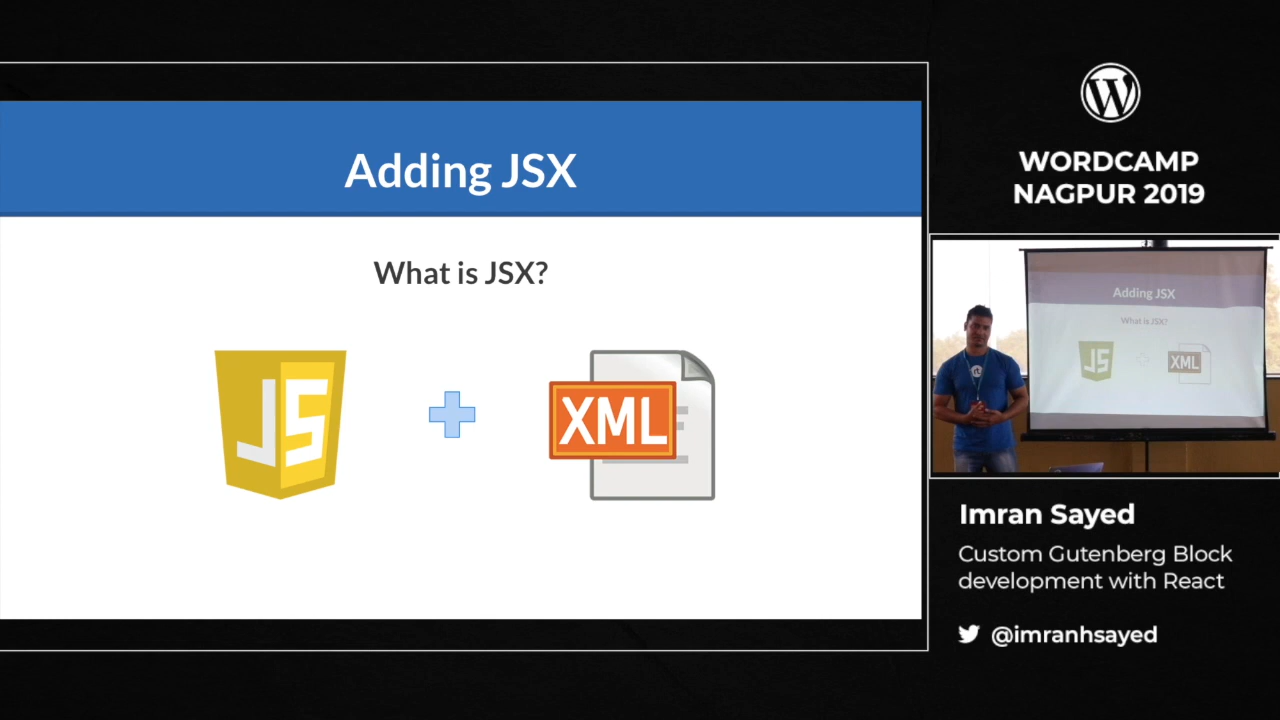 Adding JSX
What is JSX?
JS
XML
WORDCAMP
NAGPUR 2019
Adding JSX
What is JSX?
JS
XML
Imran Sayed
Custom Gutenberg Block
development with React
@imranhsayed